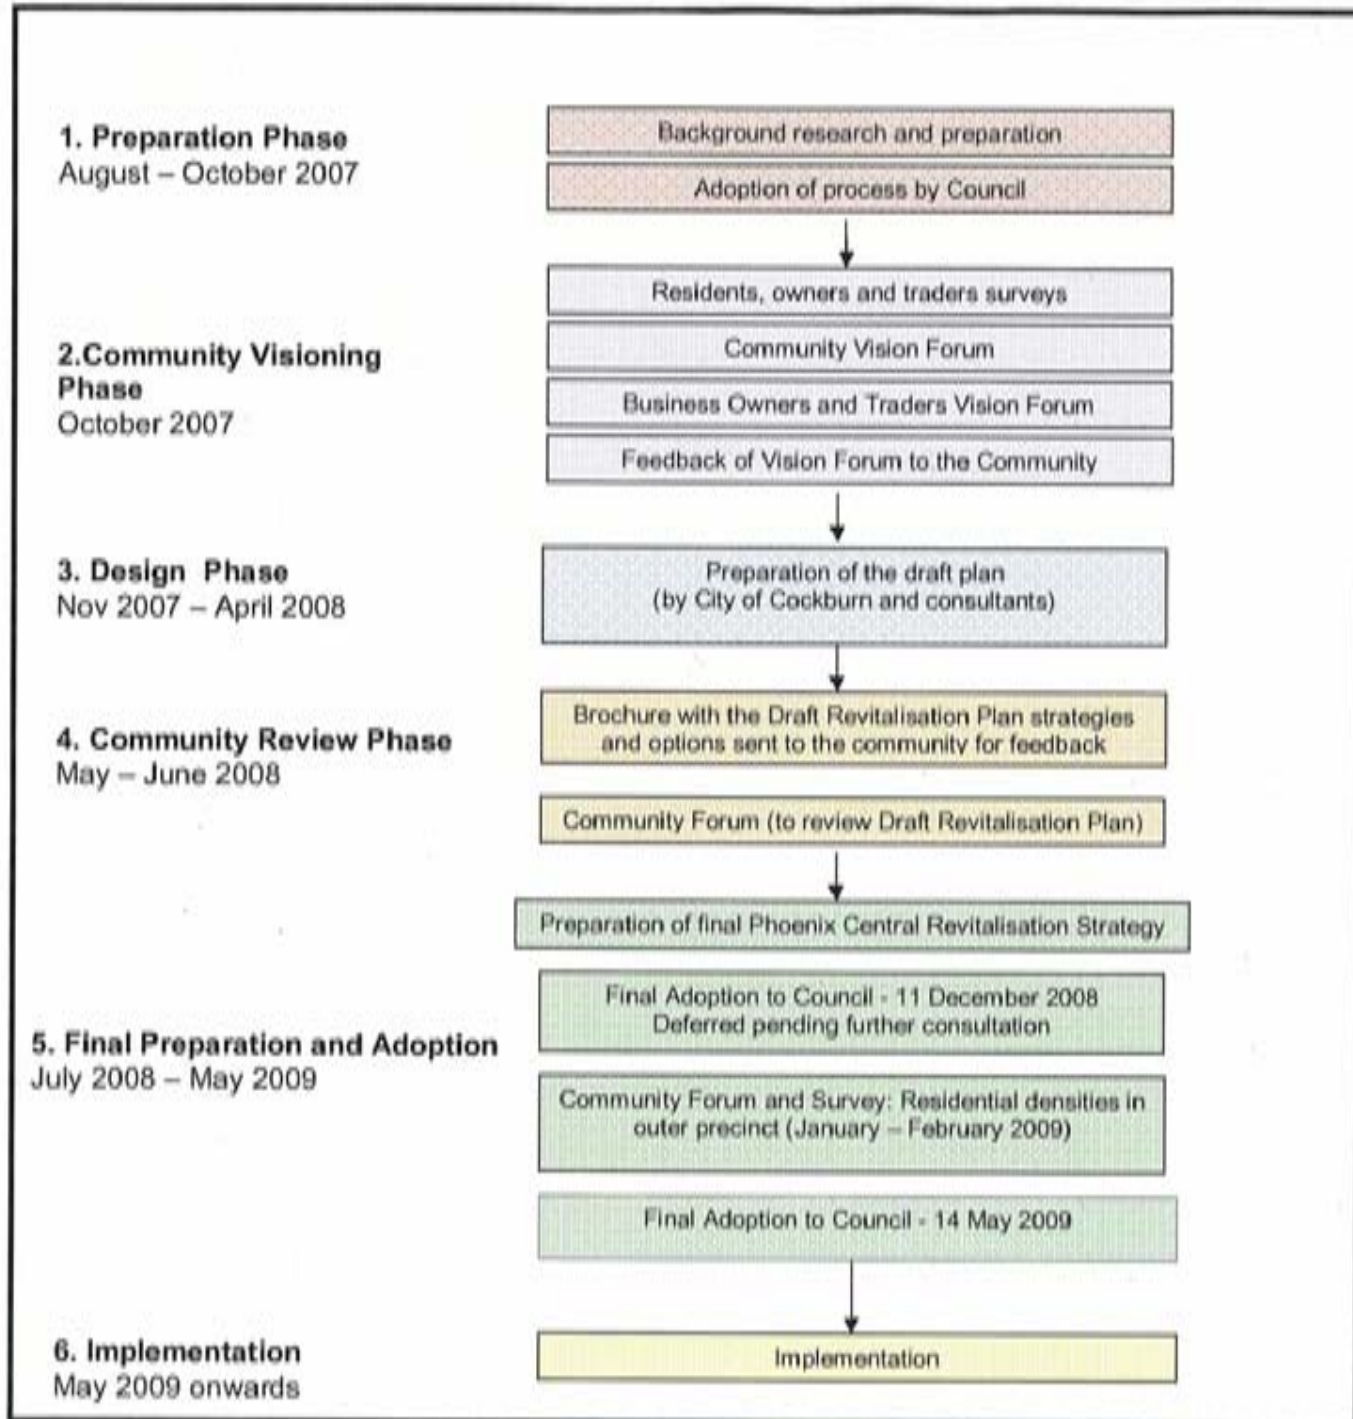 1. Preparation Phase
August – October 2007
Background research and preparation
Adoption of process by Council
2.Community Visioning
Phase
October 2007
Residents, owners and traders surveys
Community Vision Forum
Business Owners and Traders Vision Forum
Feedback of Vision Forum to the Community
3. Design Phase
Nov 2007 – April 2008
Preparation of the draft plan
(by City of Cockburn and consultants)
4. Community Review Phase
May – June 2008
Brochure with the Draft Revitalisation Plan strategies
and options sent to the community for feedback
Community Forum (to review Draft Revitalisation Plan)
5. Final Preparation and Adoption
July 2008 – May 2009
Preparation of final Phoenix Central Revitalisation Strategy
Final Adoption to Council - 11 December 2008
Deferred pending further consultation
Community Forum and Survey: Residential densities in
outer precinct (January – February 2009)
Final Adoption to Council - 14 May 2009
6. Implementation
May 2009 onwards
Implementation